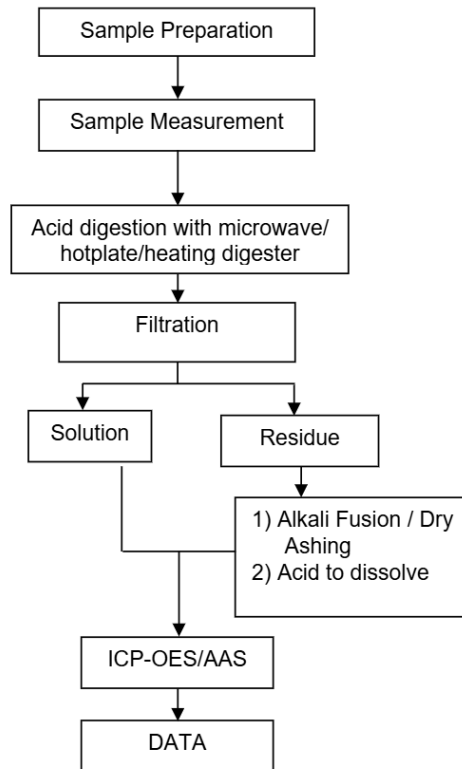 Sample Preparation
Sample Measurement
Acid digestion with microwave/
hotplate/heating digester
Filtration
Solution
Residue
1) Alkali Fusion / Dry
Ashing
2) Acid to dissolve
ICP-OES/AAS
DATA